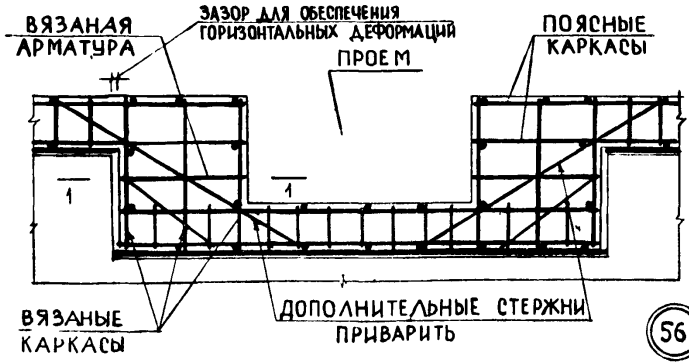 ЗАЗОР ДЛЯ ОБЕСПЕЧЕНИЯ
ГОРИЗОНТАЛЬНЫХ ДЕФОРМАЦИЙ
ВЯЗАНАЯ
АРМАТУРА
ПРОЕМ
ПОЯСНЫЕ
КАРКАСЫ
1
1
ВЯЗАНЫЕ
КАРКАСЫ
ДОПОЛНИТЕЛЬНЫЕ СТЕРЖНИ
ПРИВАРИТЬ
56